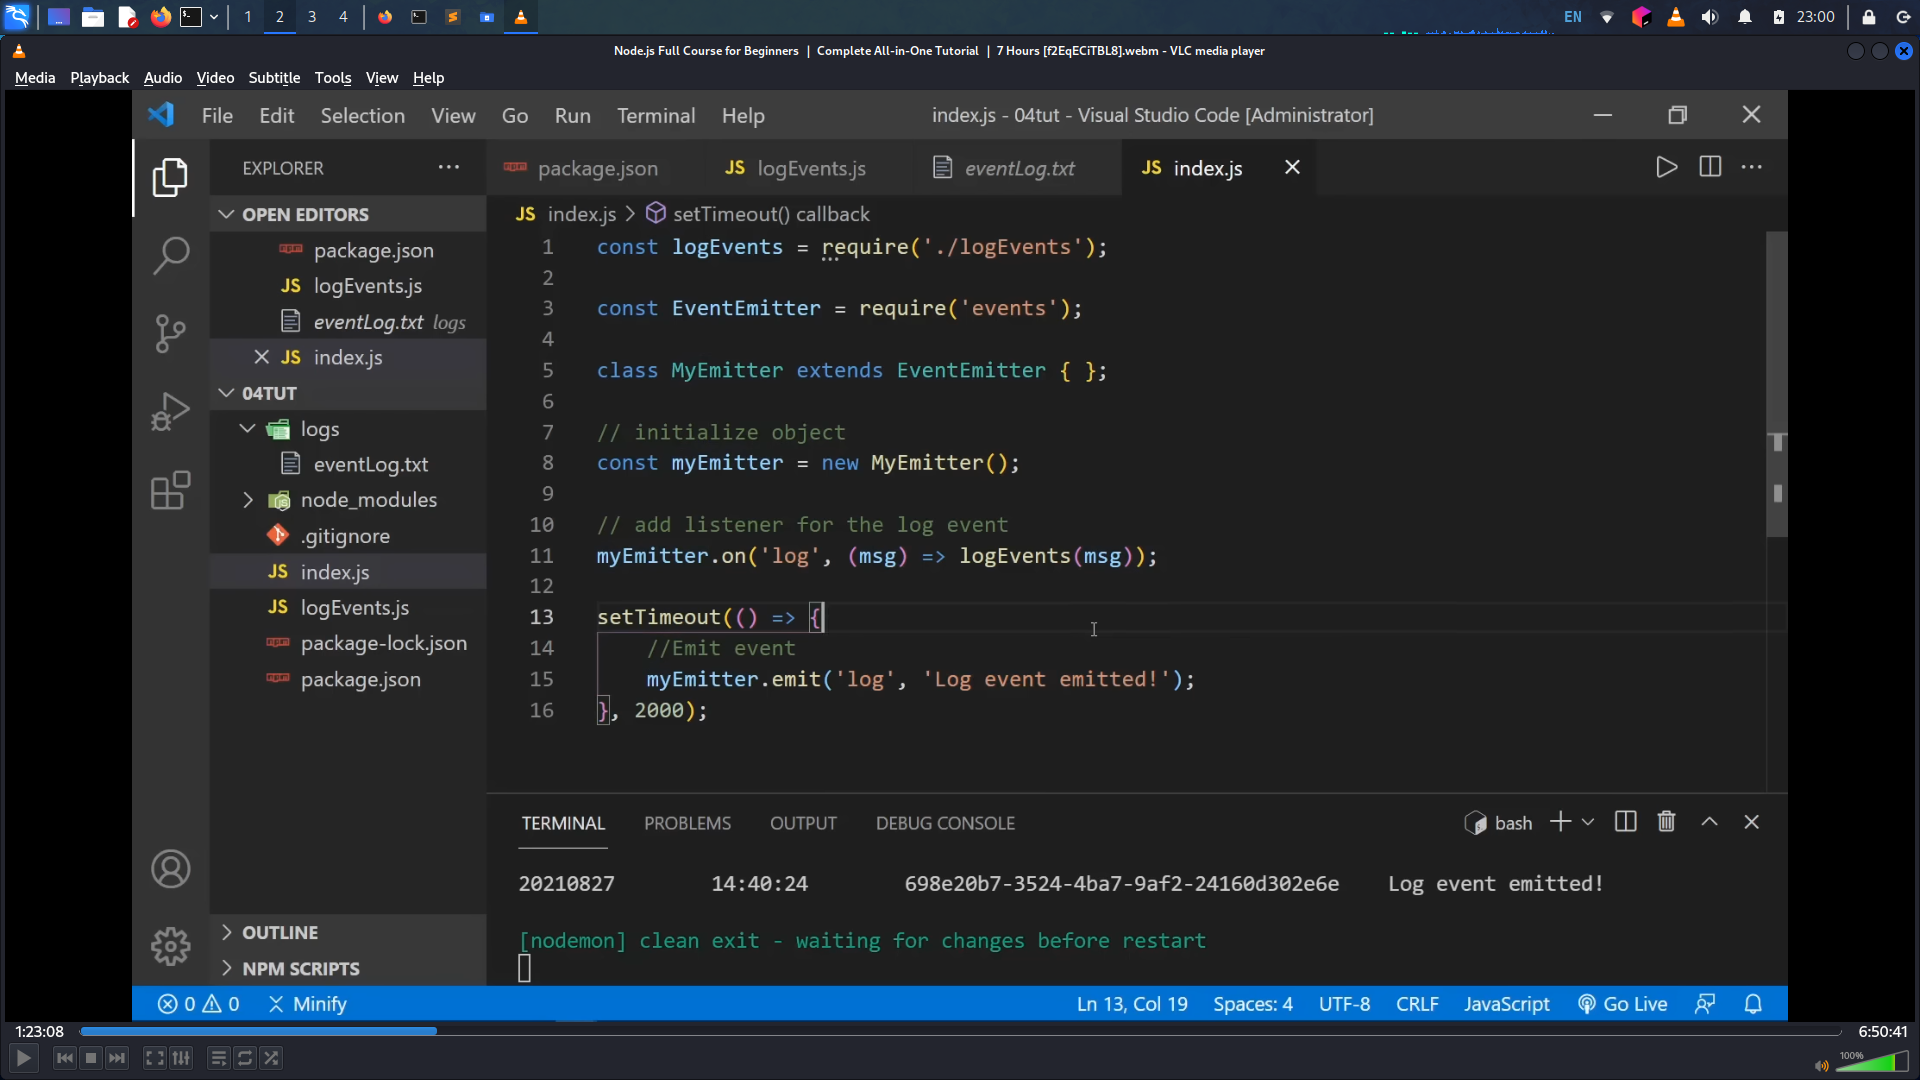 1 2 3 4 EN 23:00
Node.js Full Course for Beginners | Complete All-in-One Tutorial | 7 Hours [f2EqECiTBL8].webm - VLC media player
Media Playback Audio Video Subtitle Tools View Help
File Edit Selection View Go Run Terminal Help index.js - 04tut - Visual Studio Code [Administrator]
EXPLORER
package.json JS logEvents.js eventLog.txt JS index.js
JS index.js > setTimeout() callback
OPEN EDITORS
package.json
JS logEvents.js
eventLog.txt logs
JS index.js
04TUT
logs
eventLog.txt
node_modules
.gitignore
JS index.js
JS logEvents.js
package-lock.json
package.json
OUTLINE
NPM SCRIPTS
1 const logEvents = require('./logEvents');
2
3 const EventEmitter = require('events');
4
5 class MyEmitter extends EventEmitter { };
6
7 // initialize object
8 const myEmitter = new MyEmitter();
9
10 // add listener for the log event
11 myEmitter.on('log', (msg) => logEvents(msg));
12
13 setTimeout(() => {
14 //Emit event
15 myEmitter.emit('log', 'Log event emitted!');
16 }, 2000);
TERMINAL PROBLEMS OUTPUT DEBUG CONSOLE bash
20210827 14:40:24 698e20b7-3524-4ba7-9af2-24160d302e6e Log event emitted!
[nodemon] clean exit - waiting for changes before restart
0 0 Minify Ln 13, Col 19 Spaces: 4 UTF-8 CRLF JavaScript Go Live
1:23:08 6:50:41
100%